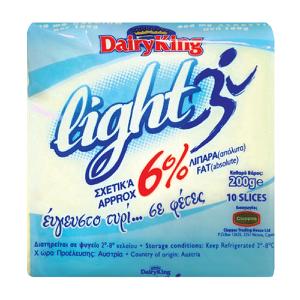 DairyKing
light
ΣΧΕΤΙΚΆ
APPROX
6%
ΛΙΠΑΡΑ (απόλυτα)
FAT (absolute)
Καθαρό Βάρος:
200g℮
10 SLICES
εύγευστο τυρί... σε φέτες
Διατηρείται σε ψυγείο 2°-8° κελσίου • Storage conditions: Keep Refrigerated 2°-8°C
Χώρα Προέλευσης: Αυστρία • Country of origin: Austria
DairyKing